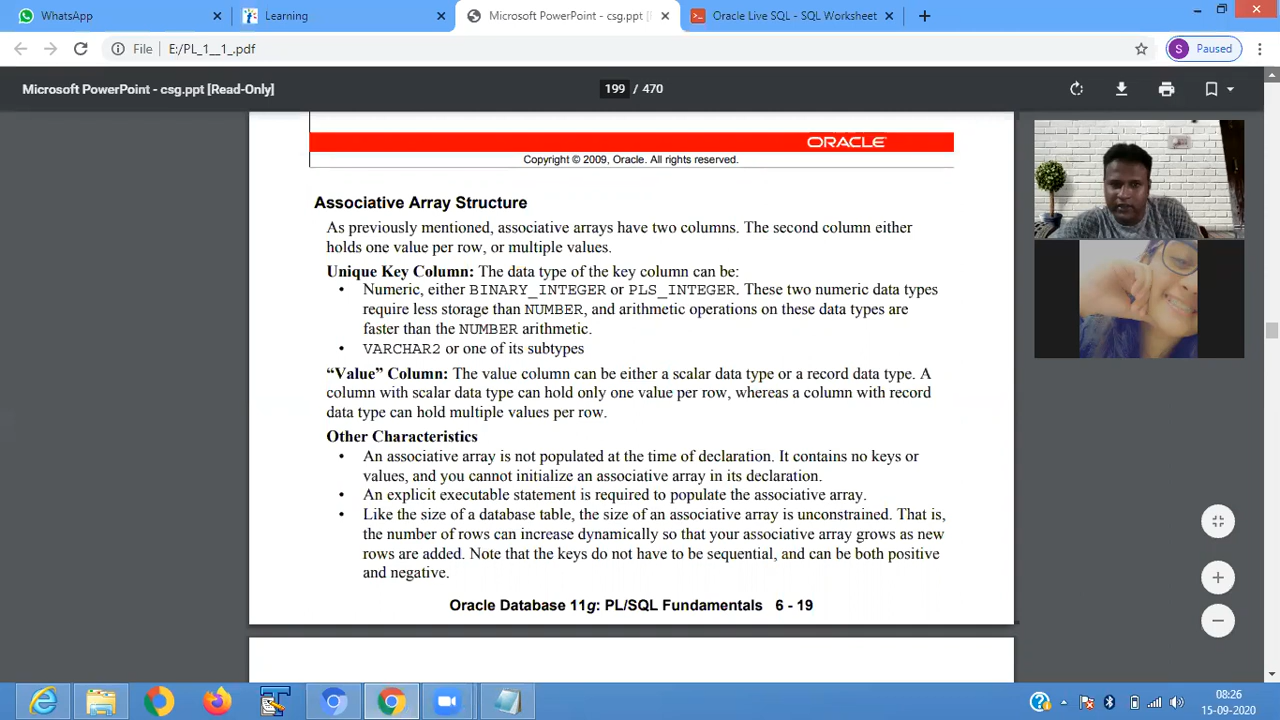 WhatsApp
Learning
Microsoft PowerPoint - csg.ppt [
Oracle Live SQL - SQL Worksheet
File
E:/PL_1__1_.pdf
S Paused
Microsoft PowerPoint - csg.ppt [Read-Only]
199 / 470
ORACLE
Copyright © 2009, Oracle. All rights reserved.
Associative Array Structure
As previously mentioned, associative arrays have two columns. The second column either
holds one value per row, or multiple values.
Unique Key Column: The data type of the key column can be:
• Numeric, either BINARY_INTEGER or PLS_INTEGER. These two numeric data types
require less storage than NUMBER, and arithmetic operations on these data types are
faster than the NUMBER arithmetic.
• VARCHAR2 or one of its subtypes
“Value” Column: The value column can be either a scalar data type or a record data type. A
column with scalar data type can hold only one value per row, whereas a column with record
data type can hold multiple values per row.
Other Characteristics
• An associative array is not populated at the time of declaration. It contains no keys or
values, and you cannot initialize an associative array in its declaration.
• An explicit executable statement is required to populate the associative array.
• Like the size of a database table, the size of an associative array is unconstrained. That is,
the number of rows can increase dynamically so that your associative array grows as new
rows are added. Note that the keys do not have to be sequential, and can be both positive
and negative.
Oracle Database 11g: PL/SQL Fundamentals 6 - 19
08:26
15-09-2020